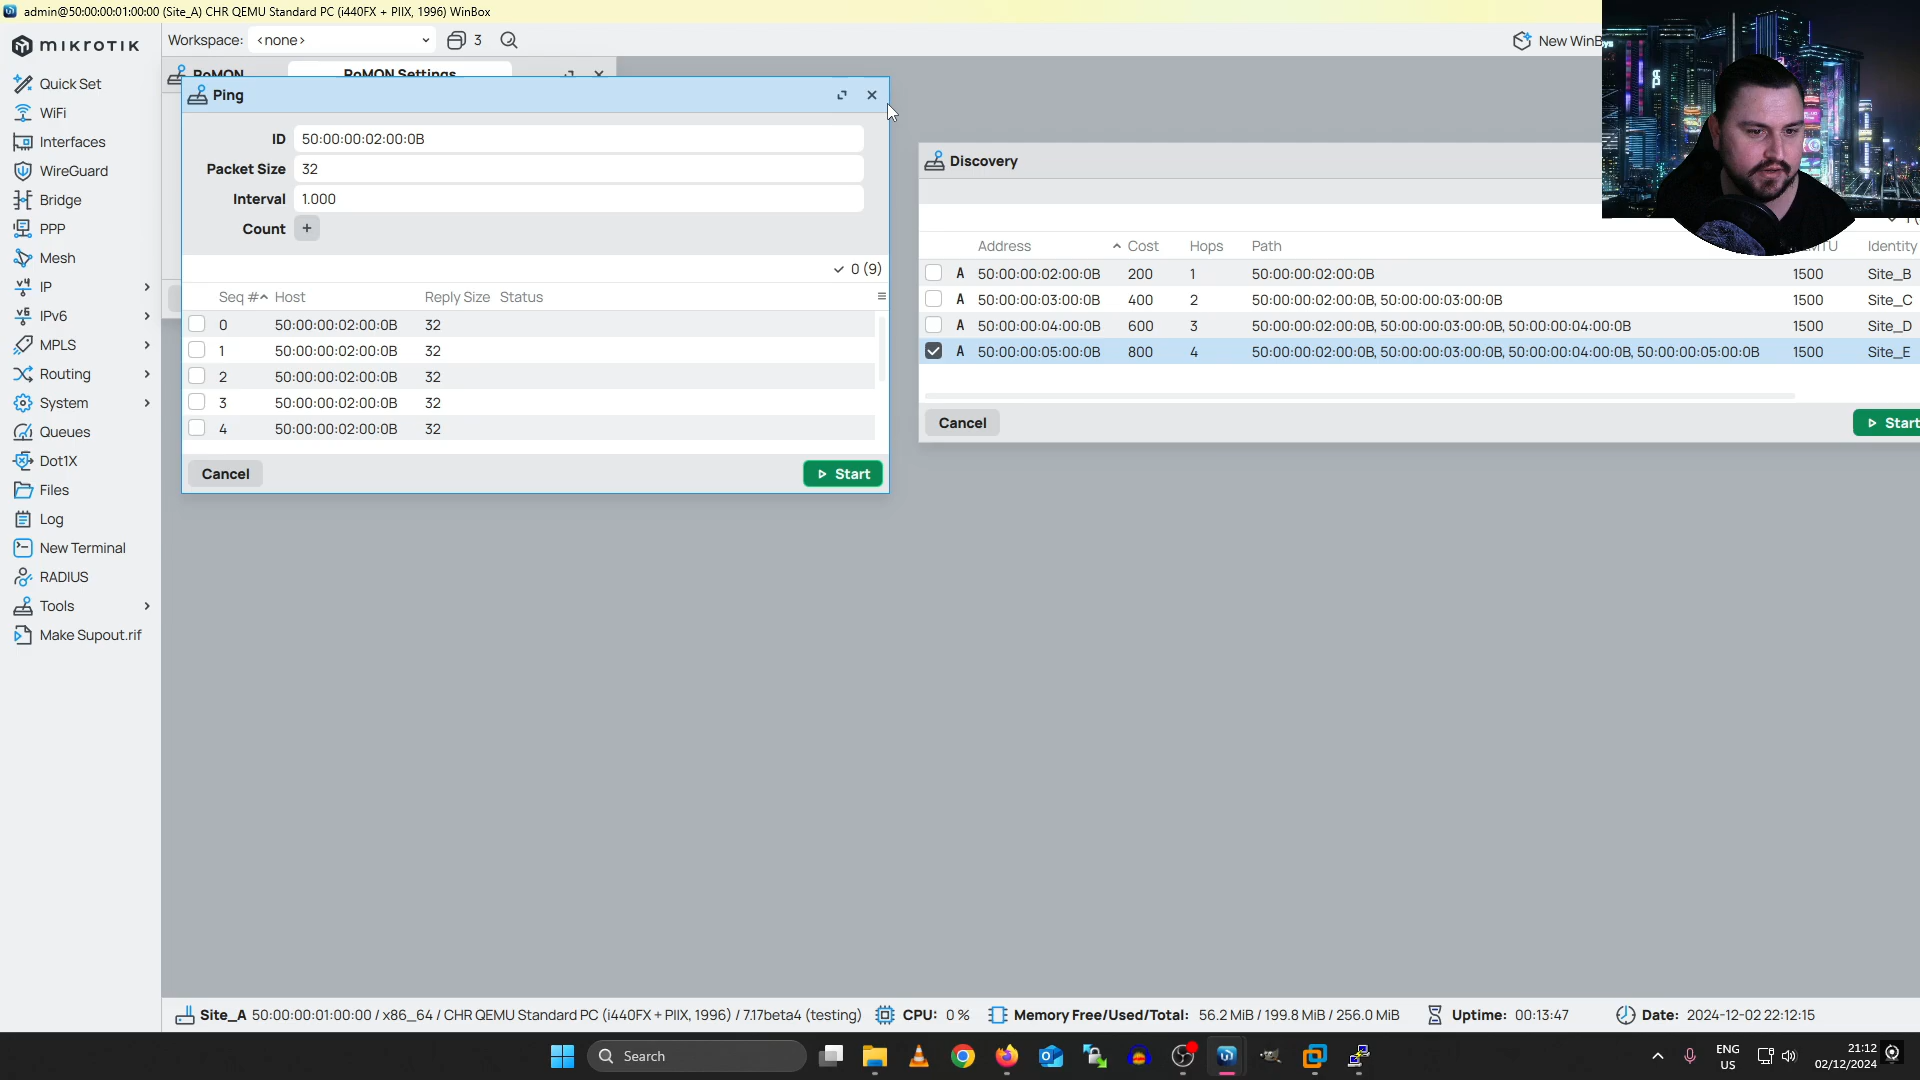 admin@50:00:00:01:00:00 (Site_A) CHR QEMU Standard PC (i440FX + PIIX, 1996) WinBox
MIKROTIK
Workspace: <none> 3
New WinB
Quick Set
WiFi
Interfaces
WireGuard
Bridge
PPP
Mesh
IP
IPv6
MPLS
Routing
System
Queues
Dot1X
Files
Log
New Terminal
RADIUS
Tools
Make Supout.rif
RoMON RoMON Settings
Ping
ID 50:00:00:02:00:0B
Packet Size 32
Interval 1.000
Count +
0 (9)
Seq # Host Reply Size Status
0 50:00:00:02:00:0B 32
1 50:00:00:02:00:0B 32
2 50:00:00:02:00:0B 32
3 50:00:00:02:00:0B 32
4 50:00:00:02:00:0B 32
Cancel Start
Discovery
Address Cost Hops Path MTU Identity
A 50:00:00:02:00:0B 200 1 50:00:00:02:00:0B 1500 Site_B
A 50:00:00:03:00:0B 400 2 50:00:00:02:00:0B, 50:00:00:03:00:0B 1500 Site_C
A 50:00:00:04:00:0B 600 3 50:00:00:02:00:0B, 50:00:00:03:00:0B, 50:00:00:04:00:0B 1500 Site_D
A 50:00:00:05:00:0B 800 4 50:00:00:02:00:0B, 50:00:00:03:00:0B, 50:00:00:04:00:0B, 50:00:00:05:00:0B 1500 Site_E
Cancel Start
Site_A 50:00:00:01:00:00 / x86_64 / CHR QEMU Standard PC (i440FX + PIIX, 1996) / 7.17beta4 (testing) CPU: 0 % Memory Free/Used/Total: 56.2 MiB / 199.8 MiB / 256.0 MiB Uptime: 00:13:47 Date: 2024-12-02 22:12:15
Search
ENG
US
21:12
02/12/2024